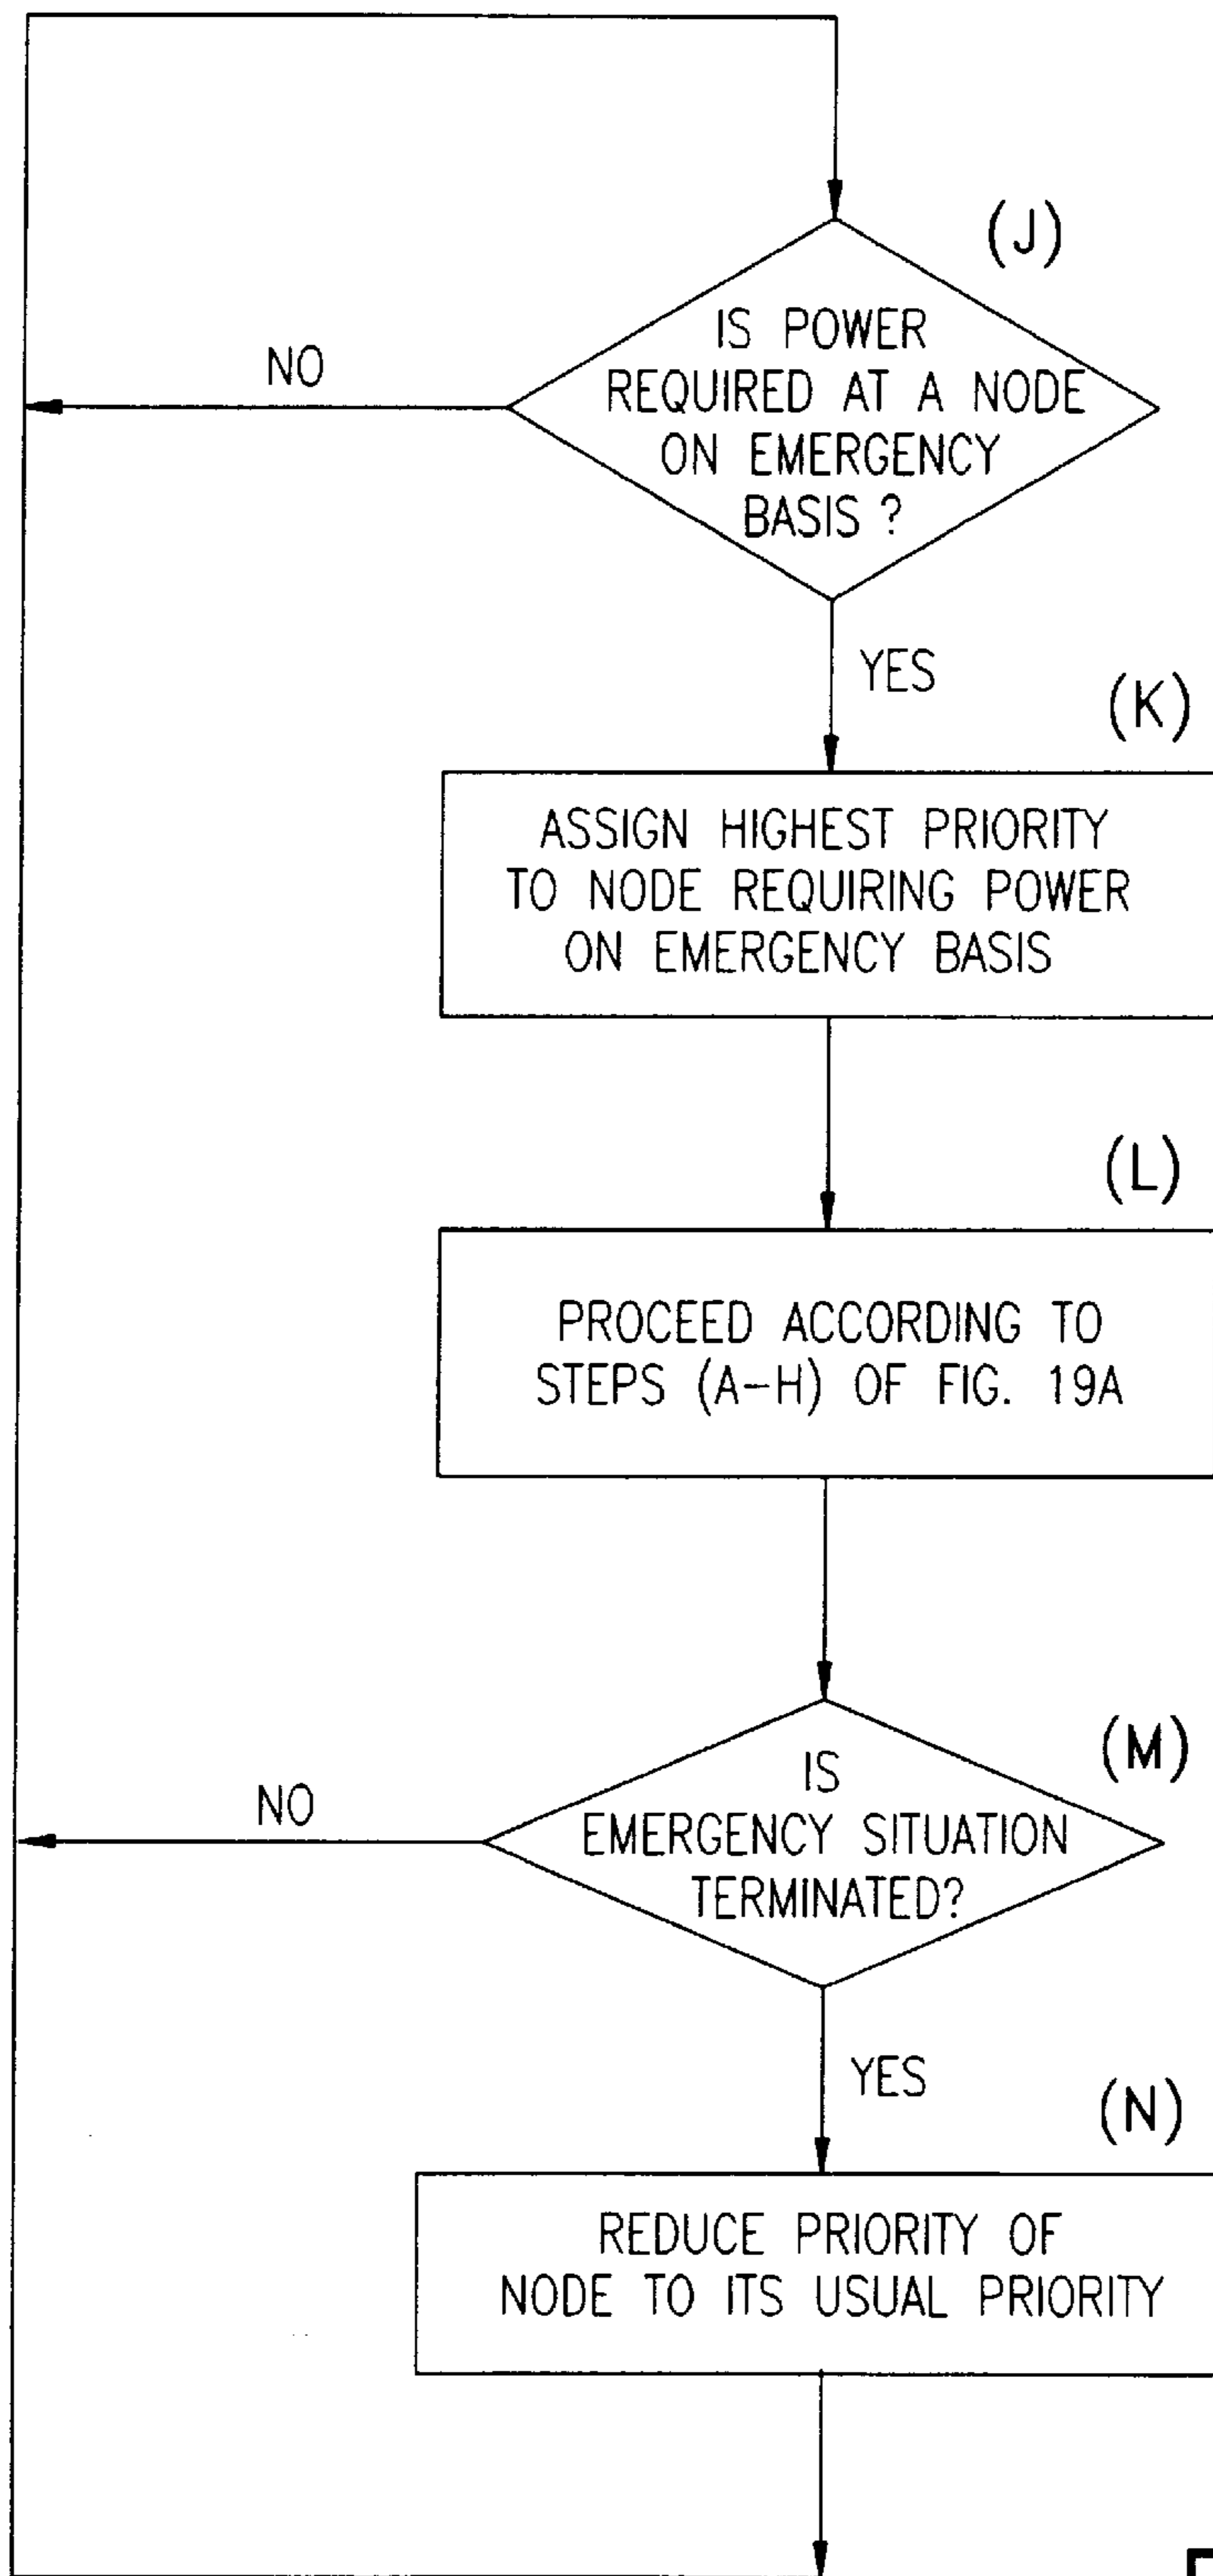 (J)
IS POWER
REQUIRED AT A NODE
ON EMERGENCY
BASIS ?
NO
YES
(K)
ASSIGN HIGHEST PRIORITY
TO NODE REQUIRING POWER
ON EMERGENCY BASIS
(L)
PROCEED ACCORDING TO
STEPS (A-H) OF FIG. 19A
(M)
IS
EMERGENCY SITUATION
TERMINATED?
NO
YES
(N)
REDUCE PRIORITY OF
NODE TO ITS USUAL PRIORITY